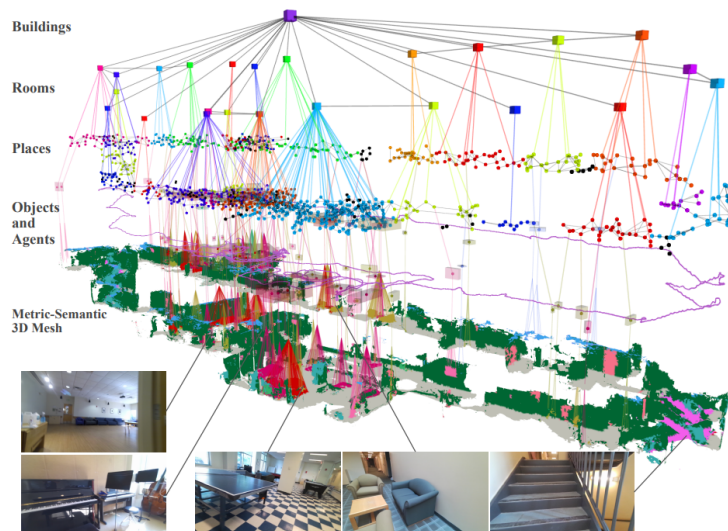 Buildings
Rooms
Places
Objects
and
Agents
Metric-Semantic
3D Mesh